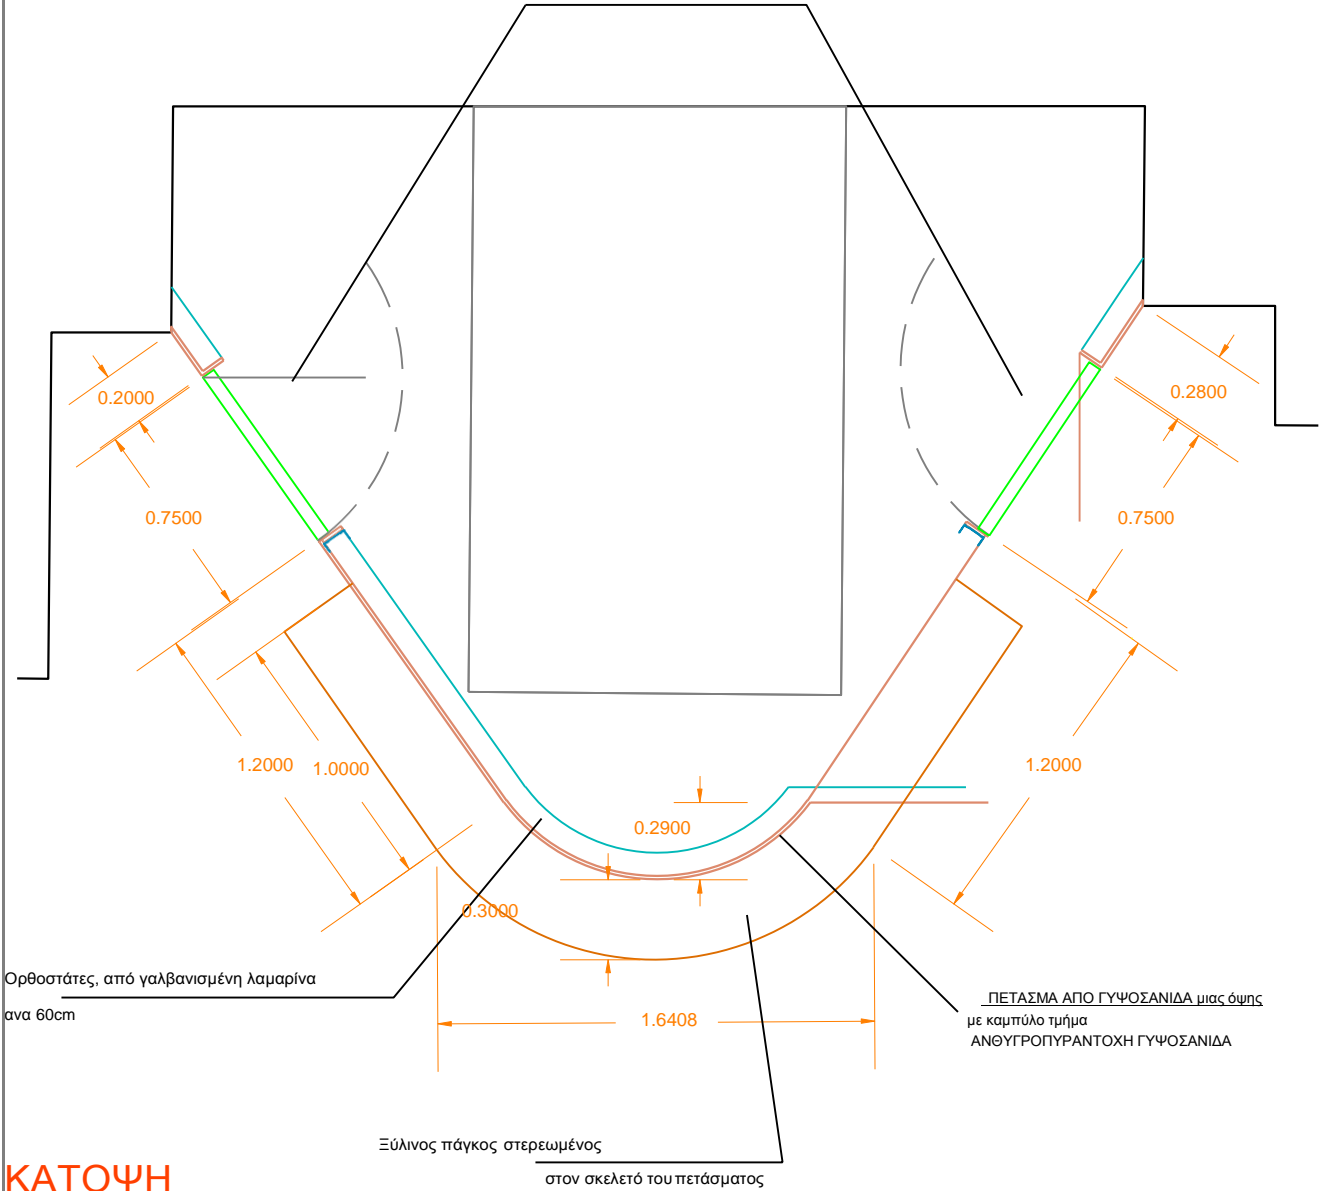 0.2000
0.2800
0.7500
0.7500
1.2000
1.0000
1.2000
0.2900
0.3000
Ορθοστάτες, από γαλβανισμένη λαμαρίνα
ανα 60cm
1.6408
ΠΕΤΑΣΜΑ ΑΠΟ ΓΥΨΟΣΑΝΙΔΑ μιας όψης
με καμπύλο τμήμα
ΑΝΘΥΓΡΟΠΥΡΑΝΤΟΧΗ ΓΥΨΟΣΑΝΙΔΑ
Ξύλινος πάγκος στερεωμένος
στον σκελετό του πετάσματος
ΚΑΤΟΨΗ